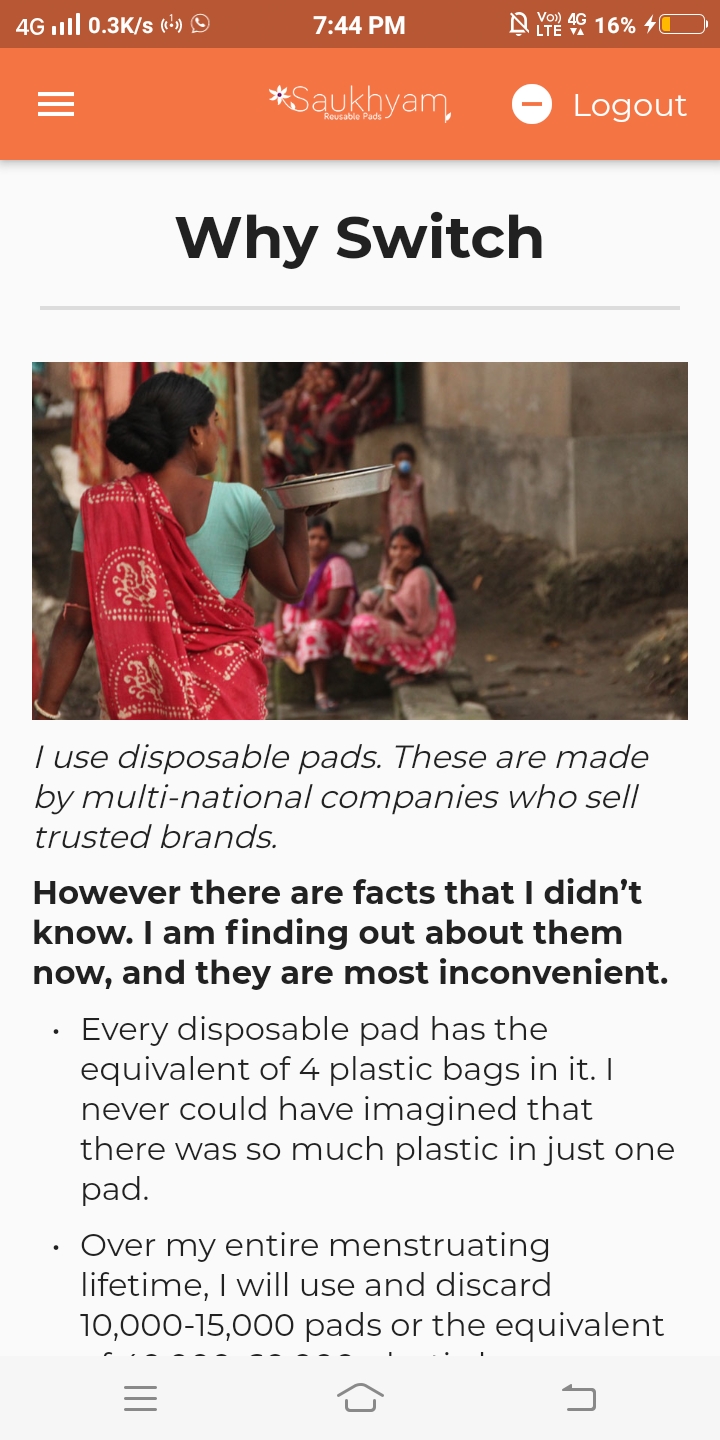 4G 0.3K/s 7:44 PM Vo)) LTE 4G 16%
Saukhyam Logout
Reusable Pads
Why Switch
I use disposable pads. These are made
by multi-national companies who sell
trusted brands.
However there are facts that I didn’t
know. I am finding out about them
now, and they are most inconvenient.
• Every disposable pad has the
equivalent of 4 plastic bags in it. I
never could have imagined that
there was so much plastic in just one
pad.
• Over my entire menstruating
lifetime, I will use and discard
10,000-15,000 pads or the equivalent